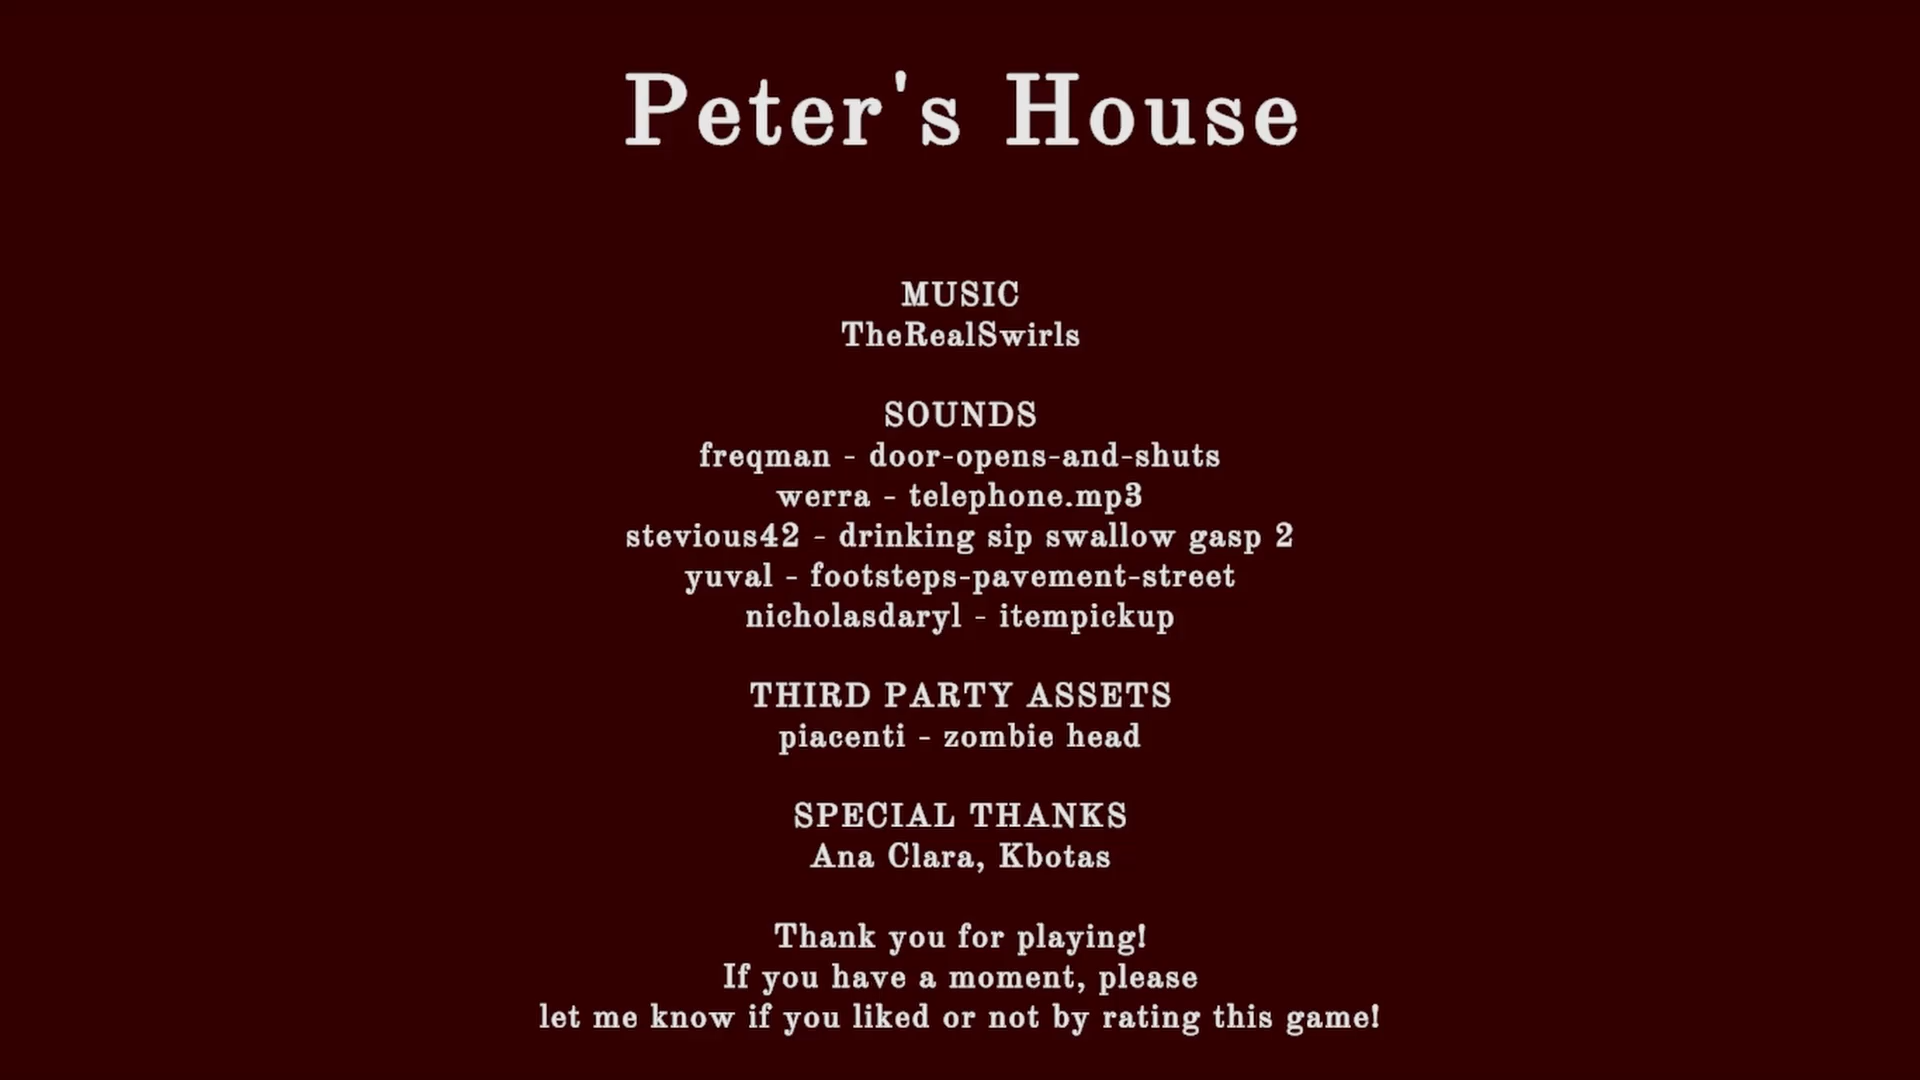 Peter's House
MUSIC
TheRealSwirls
SOUNDS
freqman - door-opens-and-shuts
werra - telephone.mp3
stevious42 - drinking sip swallow gasp 2
yuval - footsteps-pavement-street
nicholasdaryl - itempickup
THIRD PARTY ASSETS
piacenti - zombie head
SPECIAL THANKS
Ana Clara, Kbotas
Thank you for playing!
If you have a moment, please
let me know if you liked or not by rating this game!